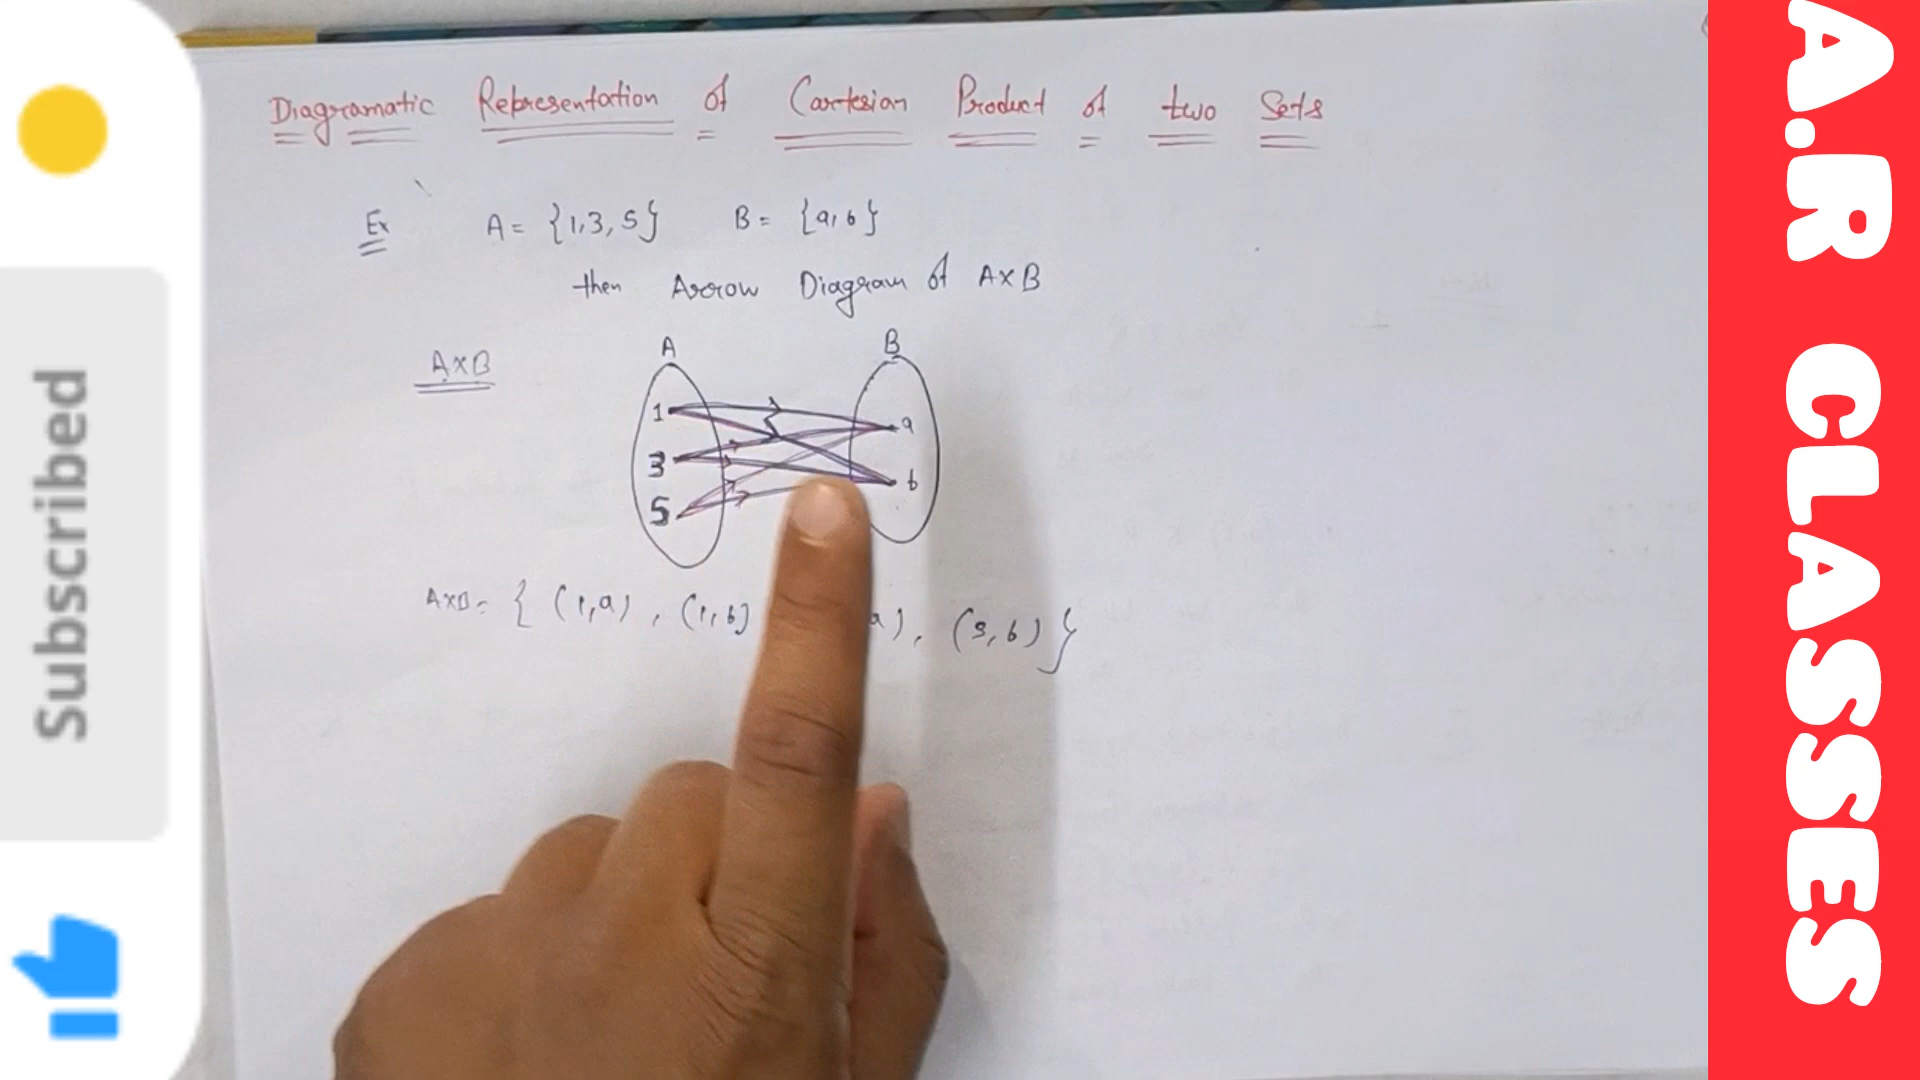 Diagramatic Representation of Cartesian Product of two Sets
Ex A = {1,3,5} B = {a,b}
then Arrow Diagram of A×B
A×B
A B
1 a
3 b
5
A×B = { (1,a) , (1,b) a) , (5,b) }
Subscribed
A.R CLASSES